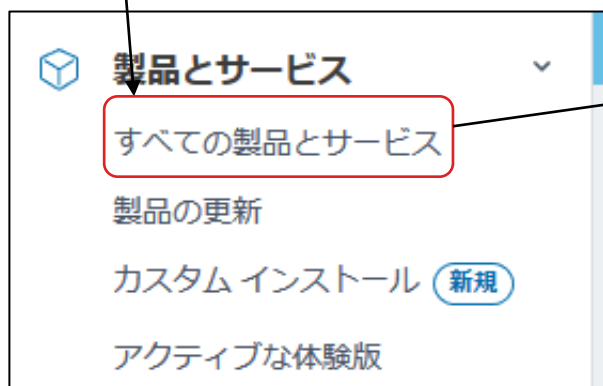 製品とサービス
すべての製品とサービス
製品の更新
カスタム インストール 新規
アクティブな体験版